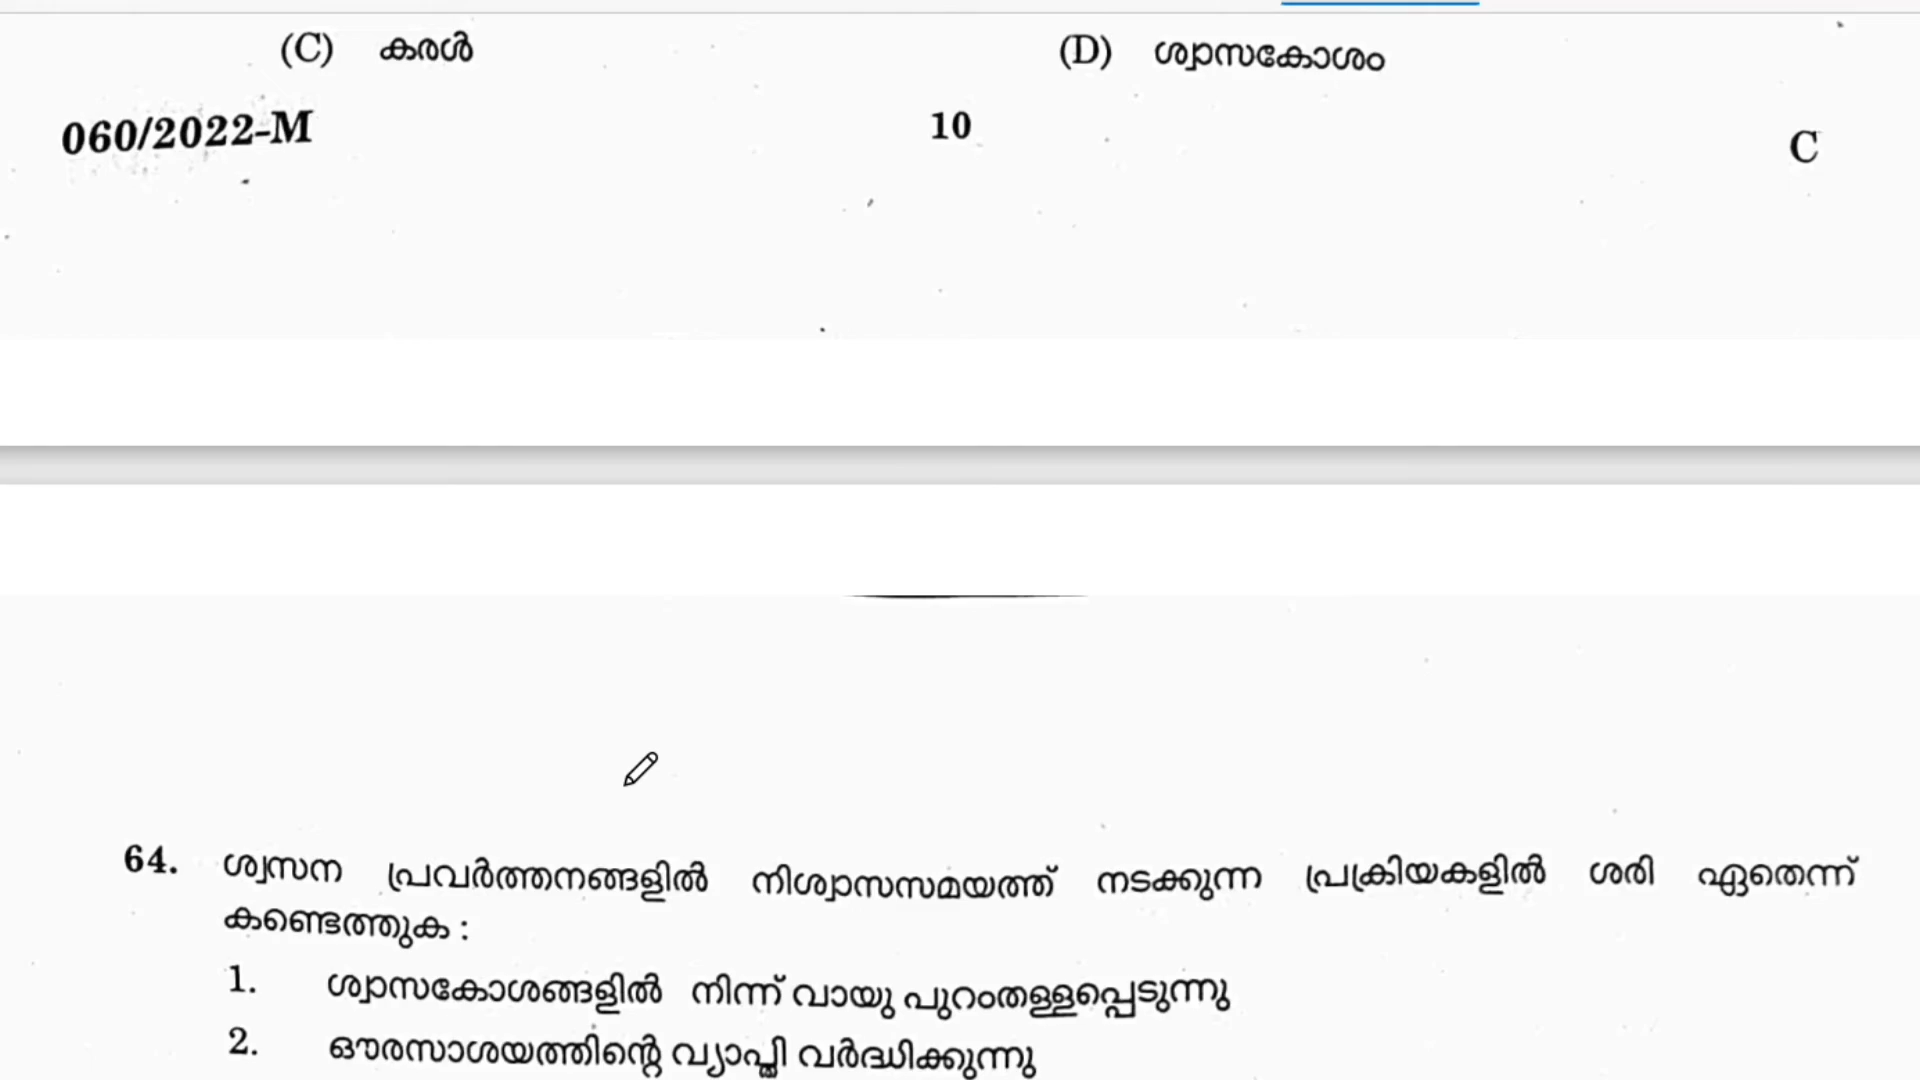 (C) കരൾ (D) ശ്വാസകോശം
060/2022-M 10 C
64. ശ്വസന പ്രവർത്തനങ്ങളിൽ നിശ്വാസസമയത്ത് നടക്കുന്ന പ്രക്രിയകളിൽ ശരി ഏതെന്ന്
കണ്ടെത്തുക :
1. ശ്വാസകോശങ്ങളിൽ നിന്ന് വായു പുറംതള്ളപ്പെടുന്നു
2. ഔരസാശയത്തിന്റെ വ്യാപ്തി വർദ്ധിക്കുന്നു